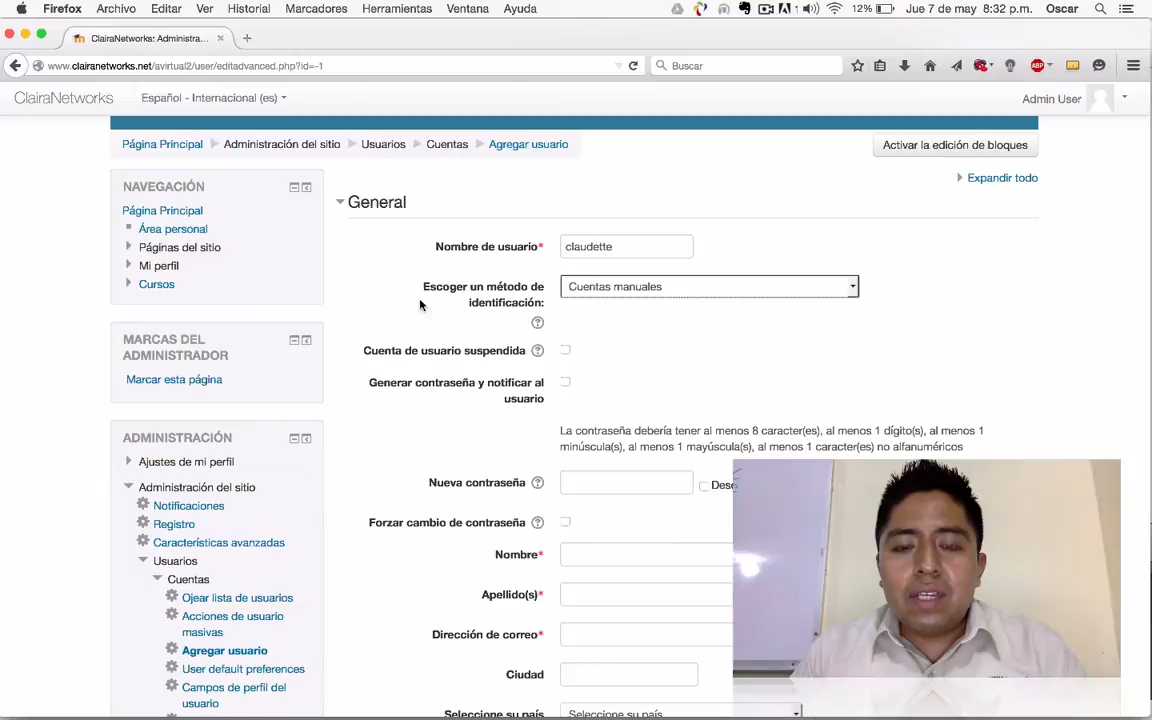 Firefox Archivo Editar Ver Historial Marcadores Herramientas Ventana Ayuda 12% Jue 7 de may 8:32 p.m. Oscar
ClairaNetworks: Administra...
www.clairanetworks.net/avirtual2/user/editadvanced.php?id=-1 Buscar ABP
ClairaNetworks Español - Internacional (es) Admin User
Página Principal Administración del sitio Usuarios Cuentas Agregar usuario Activar la edición de bloques
Expandir todo
NAVEGACIÓN
Página Principal
Área personal
Páginas del sitio
Mi perfil
Cursos
MARCAS DEL
ADMINISTRADOR
Marcar esta página
ADMINISTRACIÓN
Ajustes de mi perfil
Administración del sitio
Notificaciones
Registro
Características avanzadas
Usuarios
Cuentas
Ojear lista de usuarios
Acciones de usuario
masivas
Agregar usuario
User default preferences
Campos de perfil del
usuario
General
Nombre de usuario* claudette
Escoger un método de
identificación: Cuentas manuales
Cuenta de usuario suspendida
Generar contraseña y notificar al
usuario
La contraseña debería tener al menos 8 caracter(es), al menos 1 dígito(s), al menos 1
minúscula(s), al menos 1 mayúscula(s), al menos 1 caracter(es) no alfanuméricos
Nueva contraseña Desc
Forzar cambio de contraseña
Nombre*
Apellido(s)*
Dirección de correo*
Ciudad
Seleccione su país Seleccione su país